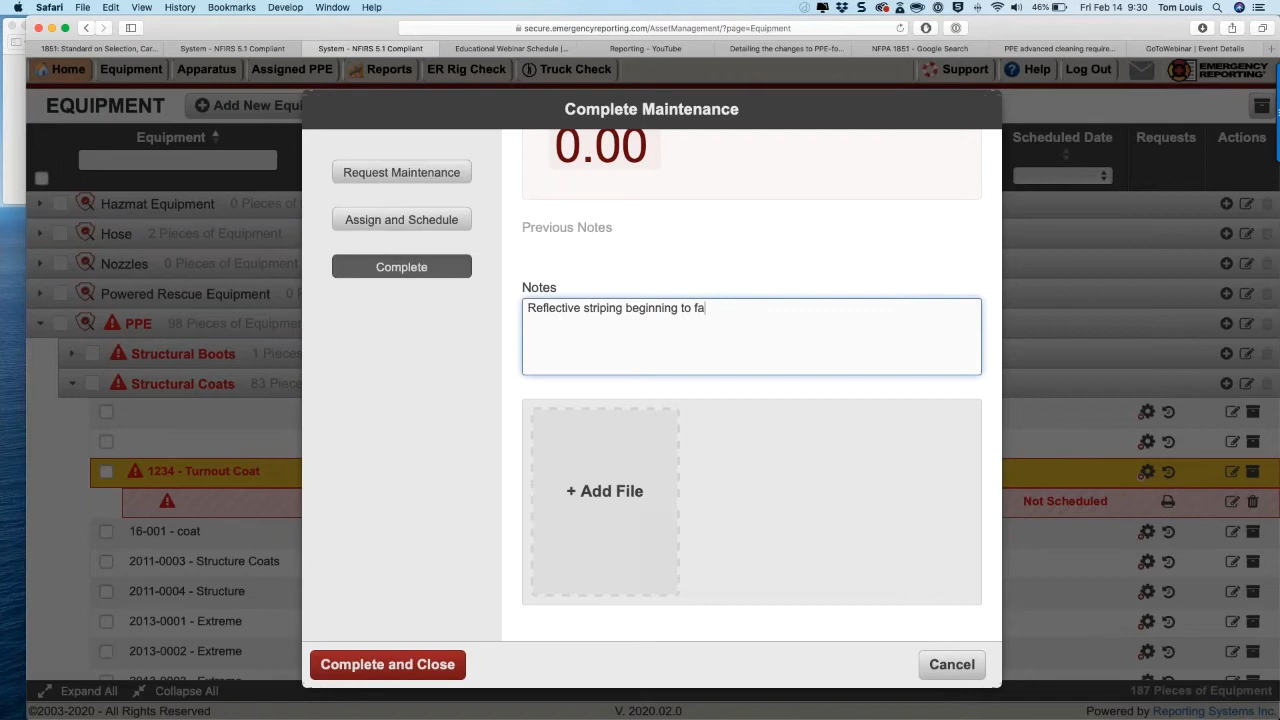 Safari File Edit View History Bookmarks Develop Window Help 46% Fri Feb 14 9:30 Tom Louis
secure.emergencyreporting.com/AssetManagement/?page=Equipment
1851: Standard on Selection, Car... System - NFIRS 5.1 Compliant System - NFIRS 5.1 Compliant Educational Webinar Schedule |... Reporting - YouTube Detailing the changes to PPE-fo... NFPA 1851 - Google Search PPE advanced cleaning require... GoToWebinar | Event Details
Home Equipment Apparatus Assigned PPE Reports ER Rig Check Truck Check Support Help Log Out EMERGENCY
REPORTING
EQUIPMENT Add New Equi
Complete Maintenance
Equipment Scheduled Date Requests Actions
0.00
Request Maintenance
Assign and Schedule
Complete
Previous Notes
Notes
Reflective striping beginning to fa
+ Add File
Hazmat Equipment 0 Pieces of
Hose 2 Pieces of Equipment
Nozzles 0 Pieces of Equipment
Powered Rescue Equipment 0
PPE 98 Pieces of Equipmen
Structural Boots 1 Piece
Structural Coats 83 Piece
1234 - Turnout Coat
Not Scheduled
16-001 - coat
2011-0003 - Structure Coats
2011-0004 - Structure
2013-0001 - Extreme
2013-0002 - Extreme
Complete and Close Cancel
Expand All Collapse All 187 Pieces of Equipment
©2003-2020 - All Rights Reserved V. 2020.02.0 Powered by Reporting Systems Inc.